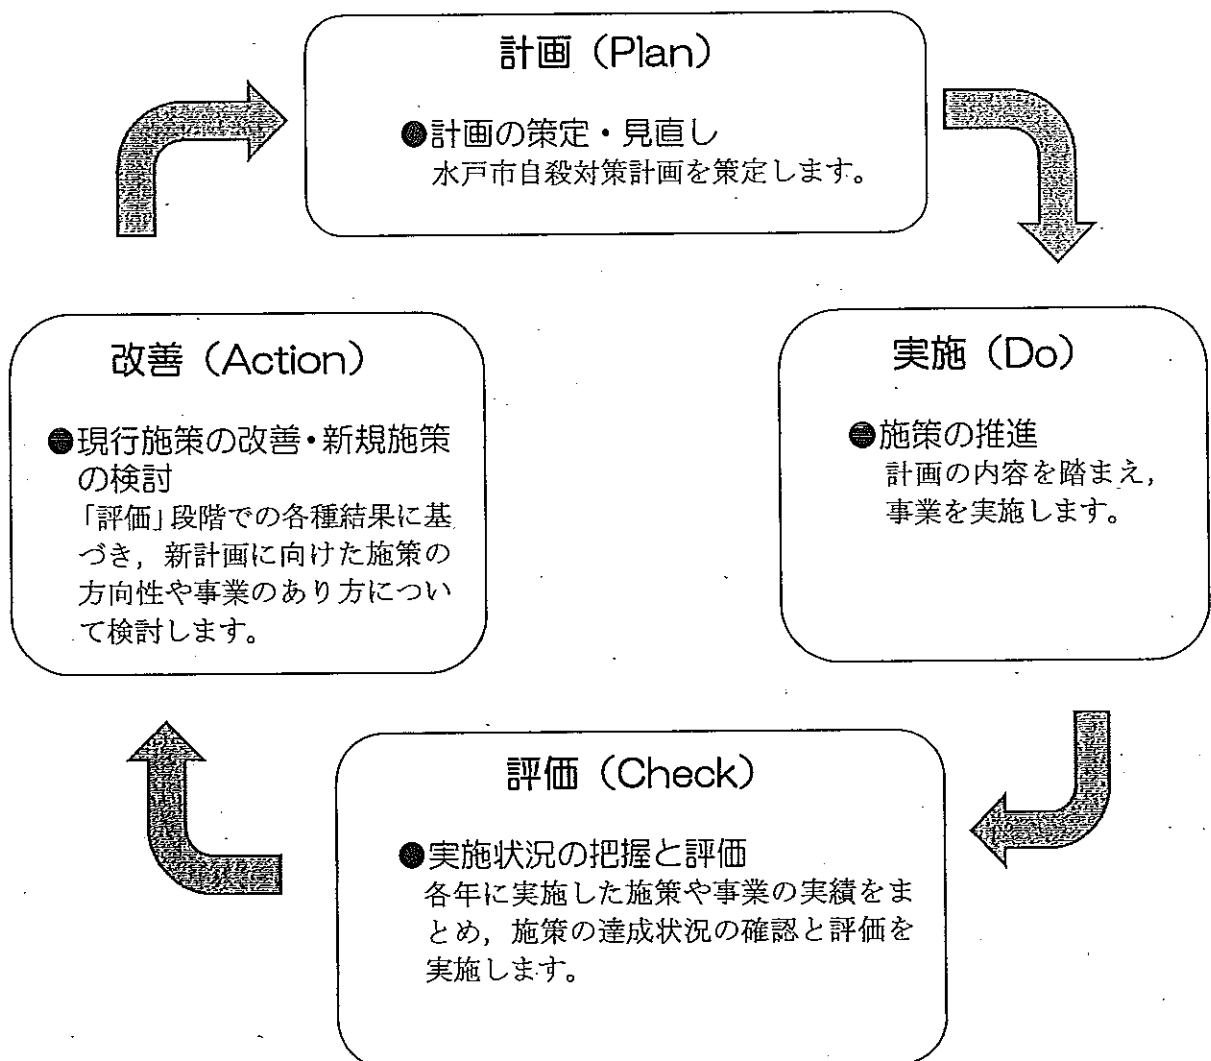 計画（Plan）
●計画の策定・見直し
水戸市自殺対策計画を策定します。
改善（Action）
●現行施策の改善・新規施策
の検討
「評価」段階での各種結果に基
づき，新計画に向けた施策の
方向性や事業のあり方につい
て検討します。
実施（Do）
●施策の推進
計画の内容を踏まえ，
事業を実施します。
評価（Check）
●実施状況の把握と評価
各年に実施した施策や事業の実績をま
とめ，施策の達成状況の確認と評価を
実施します。